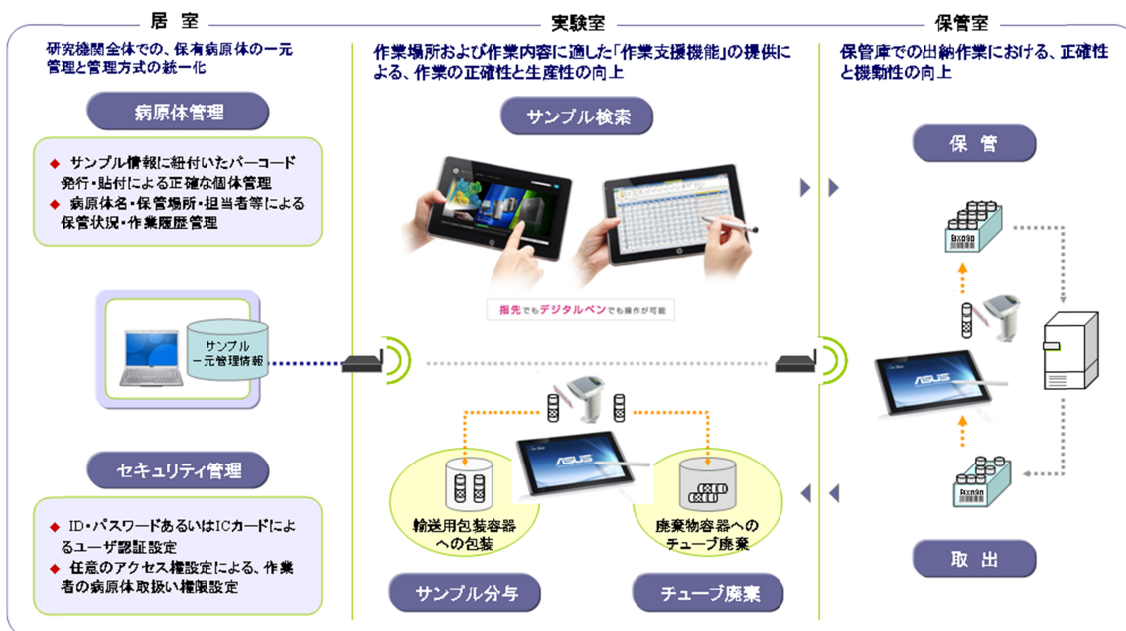 居 室
研究機関全体での、保有病原体の一元
管理と管理方式の統一化
病原体管理
◆ サンプル情報に紐付いたバーコード
発行・貼付による正確な個体管理
◆ 病原体名・保管場所・担当者等による
保管状況・作業履歴管理
サンプル
一元管理情報
セキュリティ管理
◆ ID・パスワードあるいはICカードによ
るユーザ認証設定
◆ 任意のアクセス権設定による、作業
者の病原体取扱い権限設定
実験室
作業場所および作業内容に適した「作業支援機能」の提供に
よる、作業の正確性と生産性の向上
サンプル検索
指先でもデジタルペンでも操作が可能
ASUS
輸送用包装容器
への包装
廃棄物容器への
チューブ廃棄
サンプル分与
チューブ廃棄
保管室
保管庫での出納作業における、正確性
と機動性の向上
保 管
BX090
ASUS
BX090
取 出